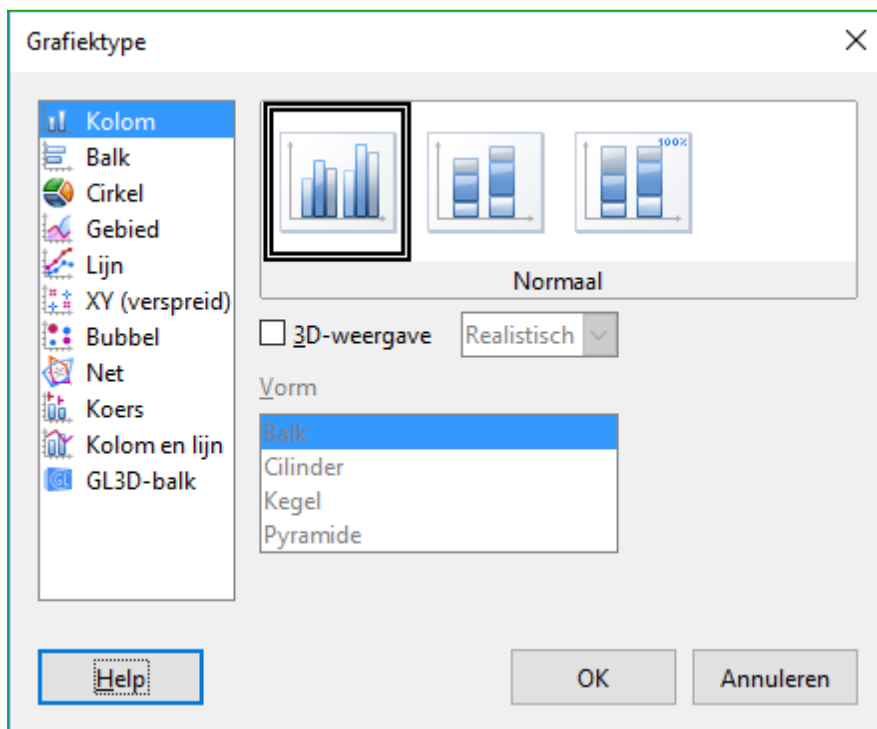 Grafiektype
Kolom
Balk
Cirkel
Gebied
Lijn
XY (verspreid)
Bubbel
Net
Koers
Kolom en lijn
GL3D-balk
100%
Normaal
3D-weergave
Realistisch
Vorm
Balk
Cilinder
Kegel
Pyramide
Help
OK
Annuleren